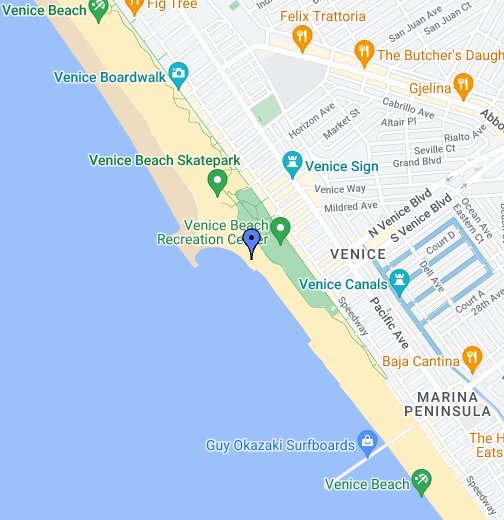 Venice Beach
Fig Tree
San Juan Ave
San Juan Ct
Felix Trattoria
The Butcher's Daugh
Venice Boardwalk
Gjelina
Cabrillo Ave
Abbo
Horizon Ave
Market St
Altair Pl
Rialto Ave
Seville Ct
Grand Blvd
Venice Beach Skatepark
Venice Sign
Venice Way
Mildred Ave
N Venice Blvd
S Venice Blvd
Ocean Ave
Eastern Ct
Venice Beach
Recreation Center
VENICE
Court D
Dell Ave
Venice Canals
Court A
28th Ave
Speedway
Pacific Ave
Baja Cantina
MARINA
PENINSULA
Guy Okazaki Surfboards
The H
Eats
Venice Beach
Speedway